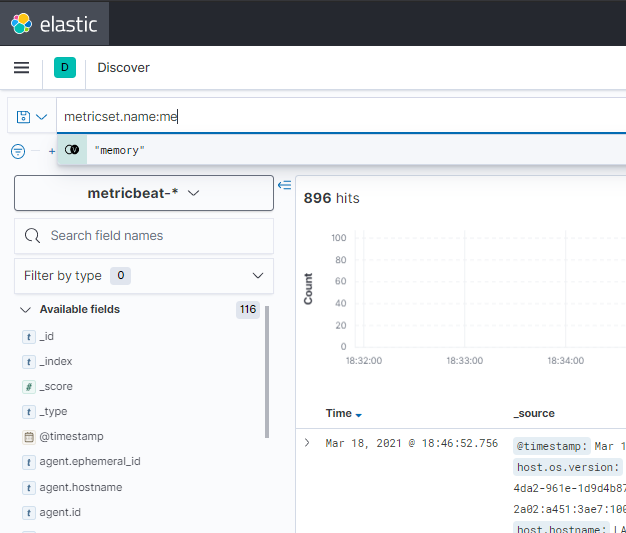 elastic
D Discover
metricset.name:me
"memory"
metricbeat-*
896 hits
Search field names
Filter by type 0
Available fields 116
t _id
t _index
# _score
t _type
@timestamp
t agent.ephemeral_id
t agent.hostname
t agent.id
Count
100
80
60
40
20
0
18:32:00 18:33:00 18:34:00
Time _source
Mar 18, 2021 @ 18:46:52.756
@timestamp: Mar 1
host.os.version:
4da2-961e-1d9d4b87
2a02:a451:3ae7:100
host.hostname: LA